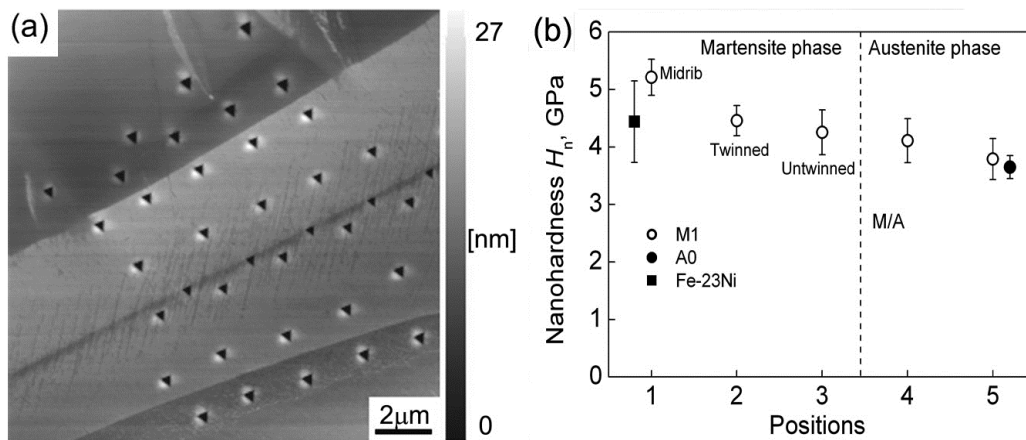 (a)
27
[nm]
0
2μm
(b)
Nanohardness Hn, GPa
6
5
4
3
2
1
0
Martensite phase
Austenite phase
Midrib
Twinned
Untwinned
M/A
M1
A0
Fe-23Ni
1 2 3 4 5
Positions